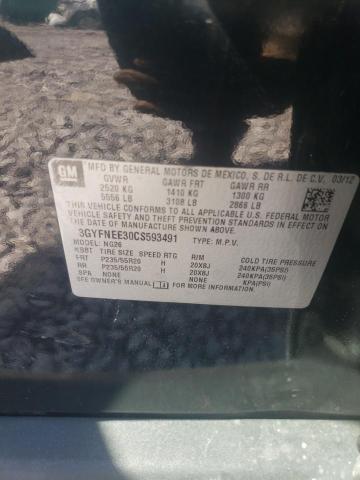 GM
MFD BY GENERAL MOTORS DE MEXICO, S. DE R.L. DE C.V. 03/12
GVWR GAWR FRT GAWR RR
2520 KG 1410 KG 1300 KG
5556 LB 3108 LB 2866 LB
THIS VEHICLE CONFORMS TO ALL APPLICABLE U.S. FEDERAL
MOTOR VEHICLE SAFETY AND THEFT PREVENTION
STANDARDS IN EFFECT ON THE DATE OF MANUFACTURE SHOWN ABOVE.
3GYFNEE30CS593491 TYPE: M.P.V.
MODEL: NG26
KSBT TIRE SIZE SPEED RTG RIM COLD TIRE PRESSURE
FRT P235/55R20 H 20X8J 240KPA(35PSI)
RR P235/55R20 H 20X8J 240KPA(35PSI)
SPA NONE NONE KPA(PSI)
SEE OWNER'S MANUAL FOR MORE INFORMATION.